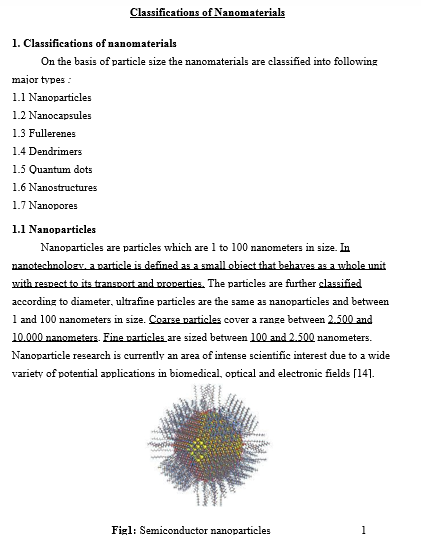 Classifications of Nanomaterials
1. Classifications of nanomaterials
On the basis of particle size the nanomaterials are classified into following
major types :
1.1 Nanoparticles
1.2 Nanocapsules
1.3 Fullerenes
1.4 Dendrimers
1.5 Quantum dots
1.6 Nanostructures
1.7 Nanopores
1.1 Nanoparticles
Nanoparticles are particles which are 1 to 100 nanometers in size. In
nanotechnology, a particle is defined as a small object that behaves as a whole unit
with respect to its transport and properties. The particles are further classified
according to diameter, ultrafine particles are the same as nanoparticles and between
1 and 100 nanometers in size. Coarse particles cover a range between 2,500 and
10,000 nanometers. Fine particles are sized between 100 and 2,500 nanometers.
Nanoparticle research is currently an area of intense scientific interest due to a wide
variety of potential applications in biomedical, optical and electronic fields [14].
Fig1: Semiconductor nanoparticles 1